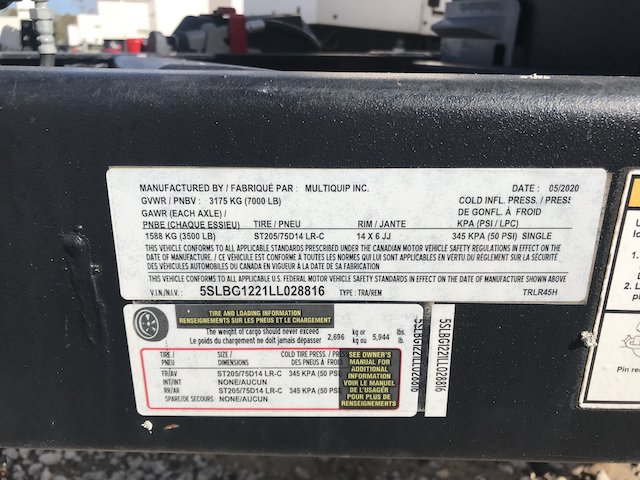 MANUFACTURED BY / FABRIQUÉ PAR : MULTIQUIP INC. DATE : 05/2020
GVWR / PNBV : 3175 KG (7000 LB) COLD INFL. PRESS/PRESS
GAWR (EACH AXLE) / DE GONFL. À FROID
PNBE (CHAQUE ESSIEU) TIRE / PNEU RIM / JANTE KPA (PSI / LPC)
1588 KG (3500 LB) ST205/75D14 LR-C 14 X 6 JJ 345 KPA (50 PSI) SINGLE
THIS VEHICLE CONFORMS TO ALL APPLICABLE STANDARDS PRESCRIBED UNDER THE CANADIAN MOTOR VEHICLE SAFETY REGULATIONS IN EFFECT ON THE
DATE OF MANUFACTURE / CE VÉHICULE EST CONFORME À TOUTES LES NORMES QUI LUI SONT APPLICABLES EN VERTU DU RÈGLEMENT SUR LA
SÉCURITÉ DES VÉHICULES AUTOMOBILES DU CANADA EN VIGUEUR À LA DATE DE SA FABRICATION.
THIS VEHICLE CONFORMS TO ALL APPLICABLE U.S. FEDERAL MOTOR VEHICLE SAFETY STANDARDS IN EFFECT ON THE DATE OF MANUFACTURE SHOWN ABOVE.
V.I.N./N.I.V.: 5SLBG1221LL028816 TYPE: TRA/REM TRLR45H
TIRE AND LOADING INFORMATION
RENSEIGNEMENTS SUR LES PNEUS ET LE CHARGEMENT
The weight of cargo should never exceed
Le poids du chargement ne doit jamais dépasser 2,696 kg or kg ou 5,944 lbs. lb.
TIRE / SIZE / COLD TIRE PRESS. / PRES
PNEU DIMENSIONS DES PNEUS À FROID
FR/AV ST205/75D14 LR-C 345 KPA (50 PSI
INT/INT NONE/AUCUN
RR/AR ST205/75D14 LR-C 345 KPA (50 PSI
SPARE/DE SECOURS NONE/AUCUN
SEE OWNER'S
MANUAL FOR
ADDITIONAL
INFORMATION
VOIR LE MANUEL
DE L'USAGER
POUR PLUS DE
RENSEIGNEMENTS
5SLBG1221LL028816
5SLBG1221LL028816
1.
2. L
Pin rem